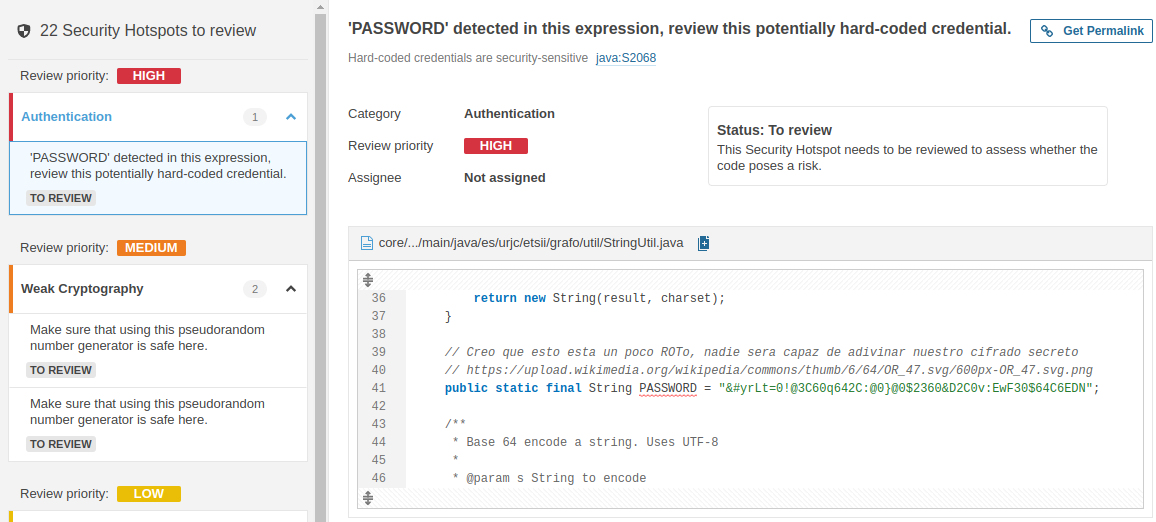 22 Security Hotspots to review
Review priority: HIGH
Authentication 1
'PASSWORD' detected in this expression,
review this potentially hard-coded credential.
TO REVIEW
Review priority: MEDIUM
Weak Cryptography 2
Make sure that using this pseudorandom
number generator is safe here.
TO REVIEW
Make sure that using this pseudorandom
number generator is safe here.
TO REVIEW
Review priority: LOW
'PASSWORD' detected in this expression, review this potentially hard-coded credential.
Get Permalink
Hard-coded credentials are security-sensitive java:S2068
Category Authentication
Review priority HIGH
Assignee Not assigned
Status: To review
This Security Hotspot needs to be reviewed to assess whether the
code poses a risk.
core/.../main/java/es/urjc/etsii/grafo/util/StringUtil.java
36 return new String(result, charset);
37 }
38
39 // Creo que esto esta un poco ROTo, nadie sera capaz de adivinar nuestro cifrado secreto
40 // https://upload.wikimedia.org/wikipedia/commons/thumb/6/64/OR_47.svg/600px-OR_47.svg.png
41 public static final String PASSWORD = "&#yrLt=0!@3C60q642C:@0}@0$2360&D2C0v:EwF30$64C6EDN";
42
43 /**
44 * Base 64 encode a string. Uses UTF-8
45 *
46 * @param s String to encode